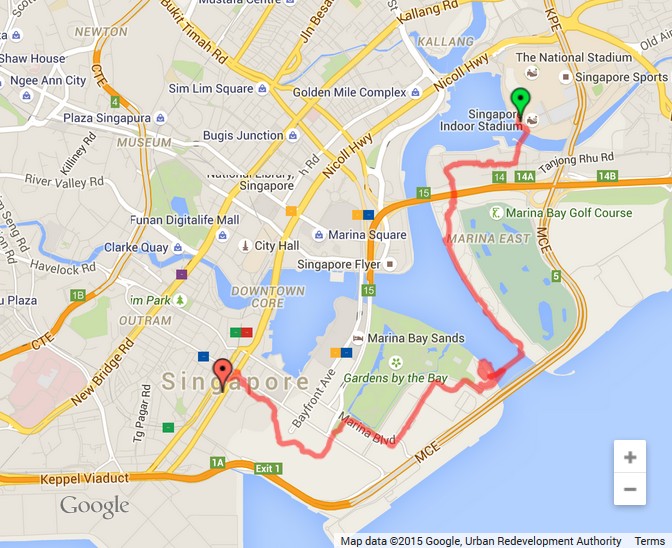 Mustafa Centre
NEWTON
Bukit Timah Rd
Jln Besar
Kallang Rd
KPE
KALLANG
Old Air
Shaw House
CTE
Nicoll Hwy
The National Stadium
Ngee Ann City
Sim Lim Square
Golden Mile Complex
Singapore Sports
4
Plaza Singapura
Singapore
Indoor Stadium
Killiney Rd
MUSEUM
Bugis Junction
Nicoll Hwy
Tanjong Rhu Rd
National Library,
Singapore
h Rd
River Valley Rd
14
14A
14B
15
Funan Digitalife Mall
Marina Bay Golf Course
Clarke Quay
City Hall
Marina Square
MARINA EAST
MCE
Havelock Rd
Singapore Flyer
5
u Plaza
1B
im Park
DOWNTOWN
CORE
15
OUTRAM
CTE
Marina Bay Sands
New Bridge Rd
Singapore
Gardens by the Bay
Bayfront Ave
Tg Pagar Rd
Marina Blvd
MCE
1A
Exit 1
Keppel Viaduct
Google
+
−
Map data ©2015 Google, Urban Redevelopment Authority Terms